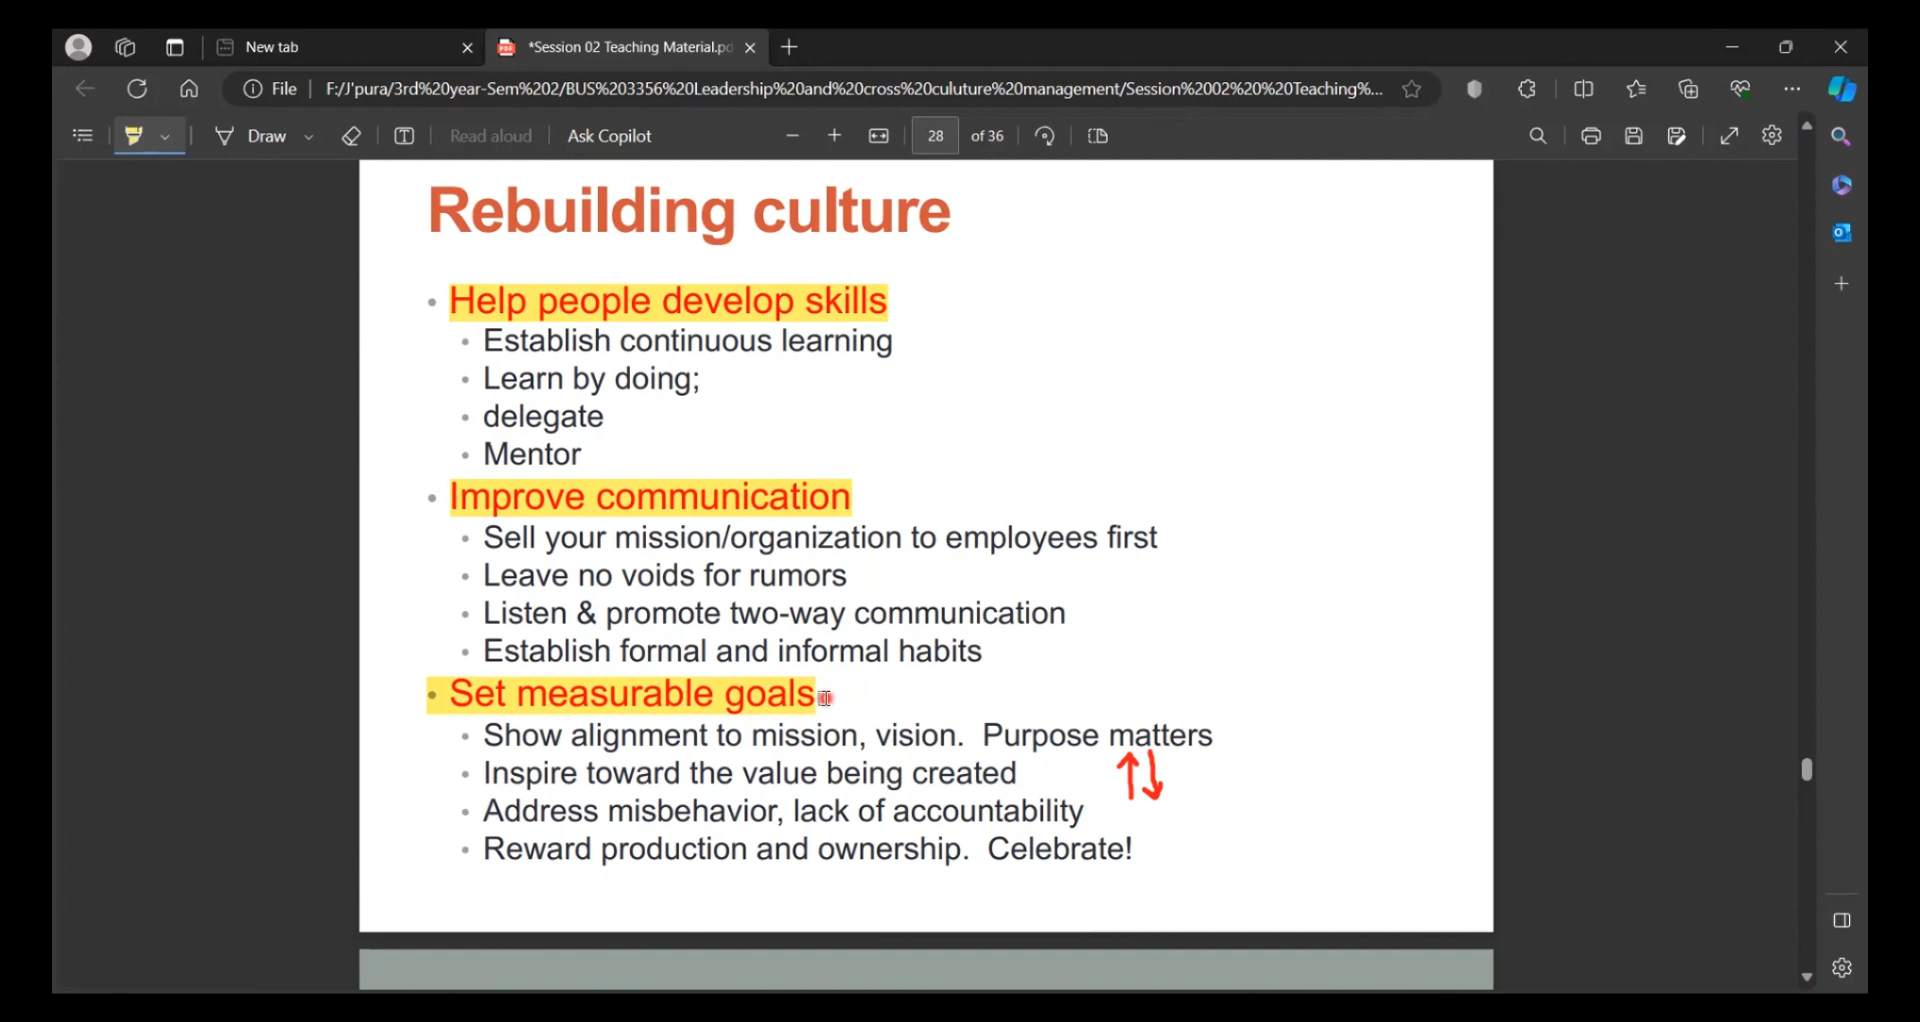 New tab
*Session 02 Teaching Material.pd
File
F:/J'pura/3rd%20year-Sem%202/BUS%203356%20Leadership%20and%20cross%20culuture%20management/Session%2002%20%20Teaching%...
Draw
Read aloud
Ask Copilot
28 of 36
Rebuilding culture
• Help people develop skills
• Establish continuous learning
• Learn by doing;
• delegate
• Mentor
• Improve communication
• Sell your mission/organization to employees first
• Leave no voids for rumors
• Listen & promote two-way communication
• Establish formal and informal habits
• Set measurable goals
• Show alignment to mission, vision. Purpose matters
• Inspire toward the value being created
• Address misbehavior, lack of accountability
• Reward production and ownership. Celebrate!